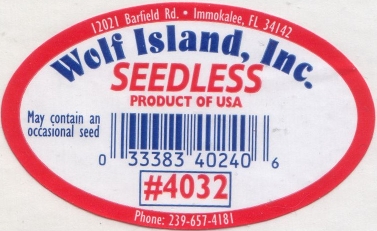 12021 Barfield Rd. • Immokalee, FL 34142
Wolf Island, Inc.
SEEDLESS
PRODUCT OF USA
May contain an
occasional seed
0 33383 40240 6
#4032
Phone: 239-657-4181